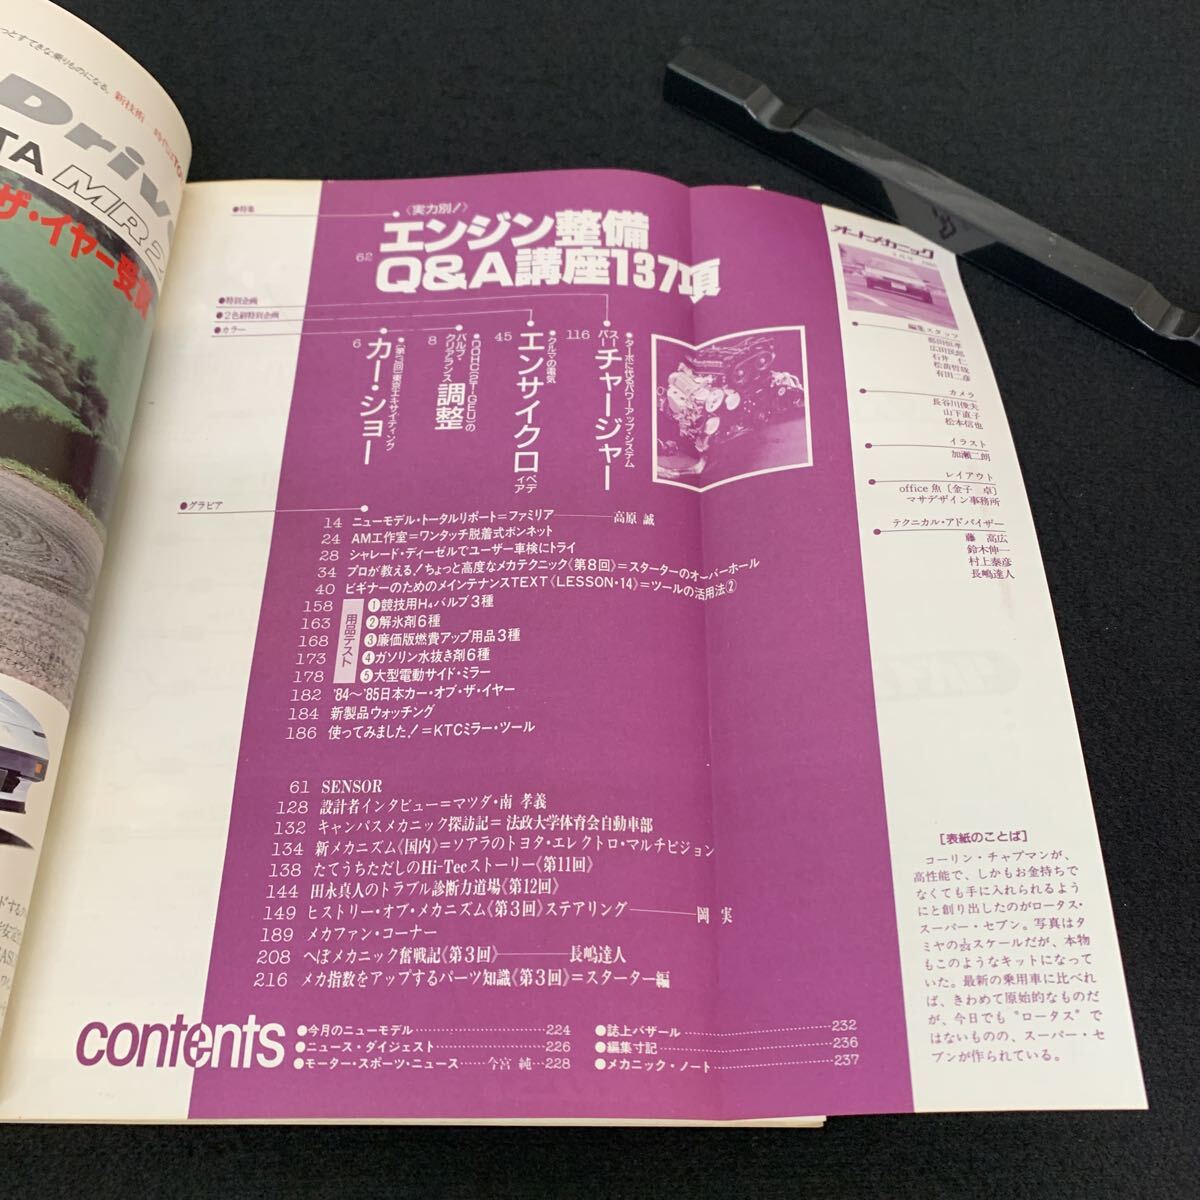 っとすてきな乗りものになる。
新技術
Drive
TA MR2
ザ・イヤー受賞
●特集
〈実力別!〉
エンジン整備
62 Q&A講座137項
●特別企画
●2色刷特別企画
●カラー
●ターボに代るパワーアップ・システム
116 スーパーチャージャー
●クルマの電気
45 エンサイクロペディア
●DOHC(2T-GEU)の
8 バルブ・クリアランス調整
●〈第3回〉東京エキサイティング
6 カー・ショー
●グラビア
14 ニューモデル・トータルリポート=ファミリア──高原 誠
24 AM工作室=ワンタッチ脱着式ボンネット
28 シャレード・ディーゼルでユーザー車検にトライ
34 プロが教える!ちょっと高度なメカテクニック《第8回》=スターターのオーバーホール
40 ビギナーのためのメインテナンスTEXT《LESSON・14》=ツールの活用法②
用品テスト
158 ①競技用H4バルブ3種
163 ②解氷剤6種
168 ③廉価版燃費アップ用品3種
173 ④ガソリン水抜き剤6種
178 ⑤大型電動サイド・ミラー
182 '84〜'85日本カー・オブ・ザ・イヤー
184 新製品ウォッチング
186 使ってみました!=KTCミラー・ツール
61 SENSOR
128 設計者インタビュー=マツダ・南 孝義
132 キャンパスメカニック探訪記=法政大学体育会自動車部
134 新メカニズム《国内》=ソアラのトヨタ・エレクトロ・マルチビジョン
138 たてうちただしのHi-Tecストーリー《第11回》
144 田永真人のトラブル診断力道場《第12回》
149 ヒストリー・オブ・メカニズム《第3回》ステアリング──岡 実
189 メカファン・コーナー
208 へぼメカニック奮戦記《第3回》──長嶋達人
216 メカ指数をアップするパーツ知識《第3回》=スターター編
contents
●今月のニューモデル……224
●ニュース・ダイジェスト……226
●モーター・スポーツ・ニュース……今宮 純…228
●誌上バザール……232
●編集寸記……236
●メカニック・ノート……237
オートメカニック
編集スタッフ
広田民郎
石井 仁
松苗哲哉
有田二彦
カメラ
長谷川俊夫
山下直子
松本信也
イラスト
加瀬二朗
レイアウト
office 魚〔金子 卓〕
マサデザイン事務所
テクニカル・アドバイザー
藤 高広
鈴木伸一
村上泰彦
長嶋達人
［表紙のことば］
コーリン・チャプマンが、
高性能で、しかもお金持ちで
なくても手に入れられるよう
にと創り出したのがロータス・
スーパー・セブン。写真はタ
ミヤの1/24スケールだが、本物
もこのようなキットになって
いた。最新の乗用車に比べれ
ば、きわめて原始的なものだ
が、今日でも“ロータス”で
はないものの、スーパー・セ
ブンが作られている。